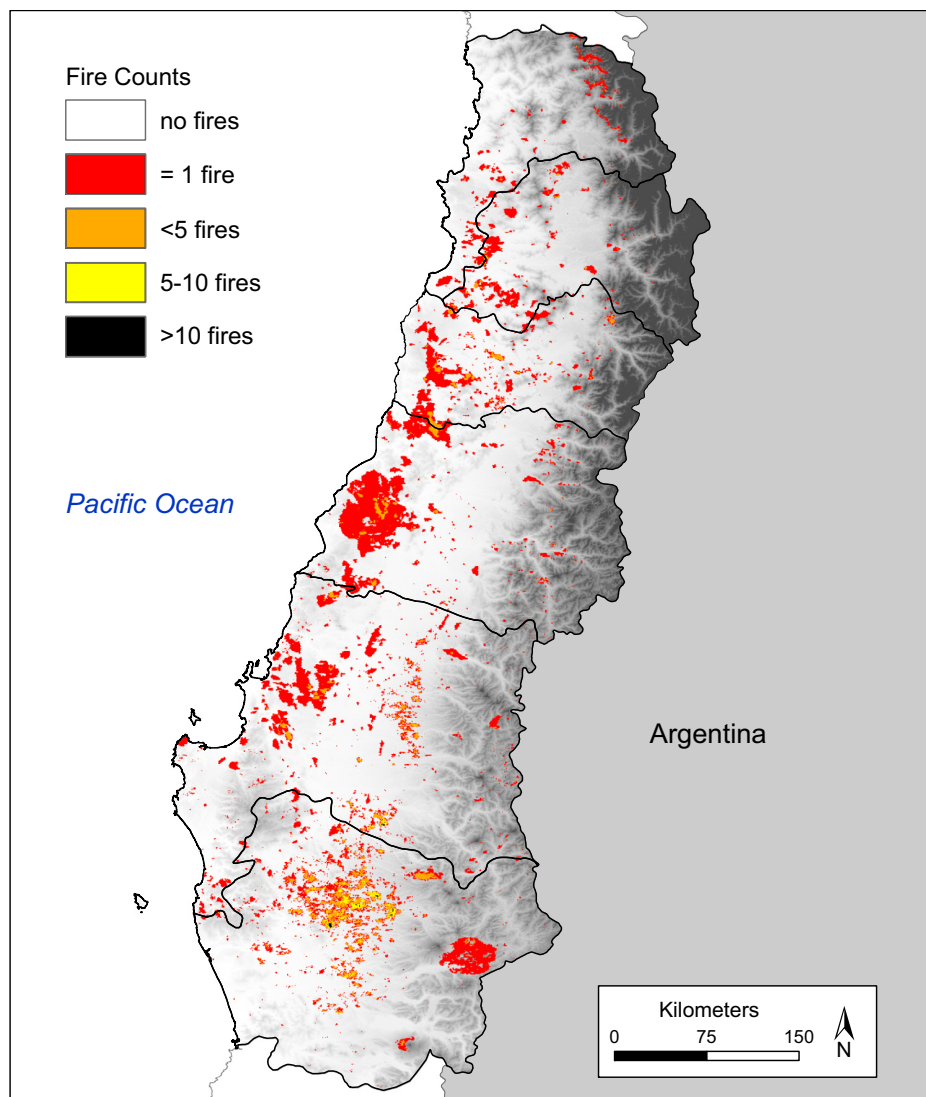 Fire Counts
no fires
= 1 fire
<5 fires
5-10 fires
>10 fires
Pacific Ocean
Argentina
Kilometers
0 75 150
N